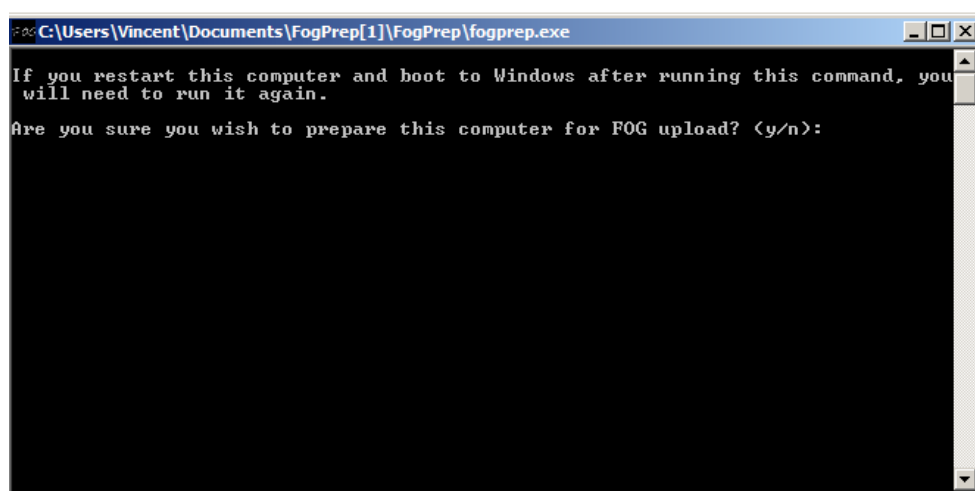 FOG C:\Users\Vincent\Documents\FogPrep[1]\FogPrep\fogprep.exe
If you restart this computer and boot to Windows after running this command, you
will need to run it again.
Are you sure you wish to prepare this computer for FOG upload? (y/n):